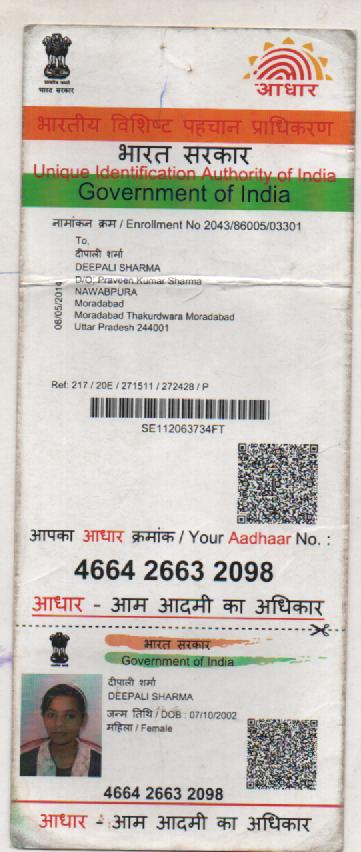 भारत सरकार
आधार
भारतीय विशिष्ट पहचान प्राधिकरण
भारत सरकार
Unique Identification Authority of India
Government of India
नामांकन क्रम / Enrollment No 2043/86005/03301
To,
दीपाली शर्मा
DEEPALI SHARMA
D/O: Praveen Kumar Sharma
NAWABPURA
Moradabad
Moradabad Thakurdwara Moradabad
Uttar Pradesh 244001
06/05/2014
Ref: 217 / 20E / 271511 / 272428 / P
SE112063734FT
आपका आधार क्रमांक / Your Aadhaar No. :
4664 2663 2098
आधार - आम आदमी का अधिकार
भारत सरकार
Government of India
दीपाली शर्मा
DEEPALI SHARMA
जन्म तिथि / DOB : 07/10/2002
महिला / Female
4664 2663 2098
आधार - आम आदमी का अधिकार